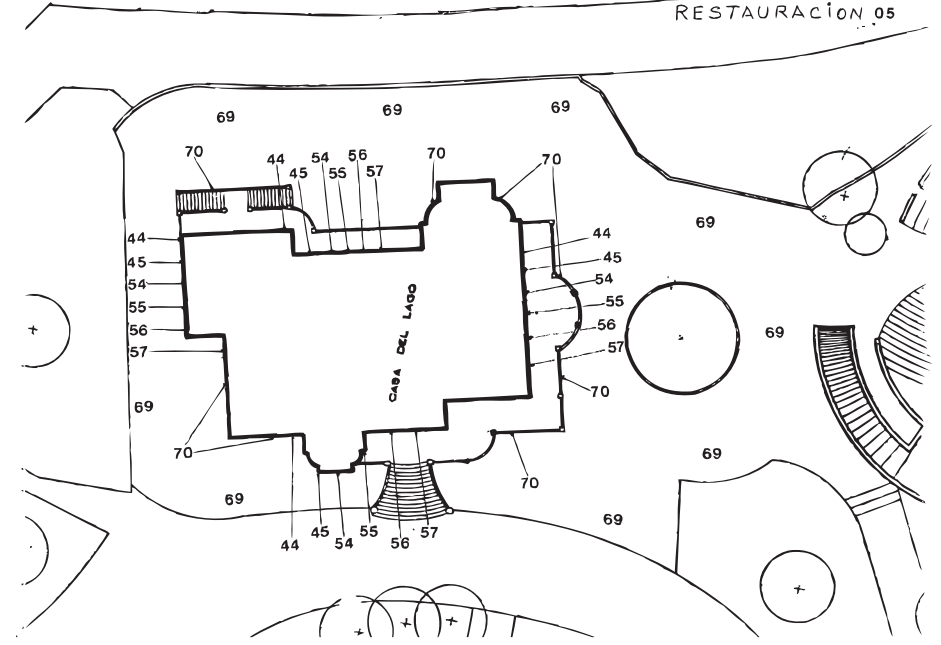 RESTAURACION 05
69 69 69
70 44 54 56 70 70
45 55 57
69
44 44
45 45
54 54
55 55
56 56 69
57 57
70
69
CASA DEL LAGO
70 69
69 70
69
45 54 55 57
44 56